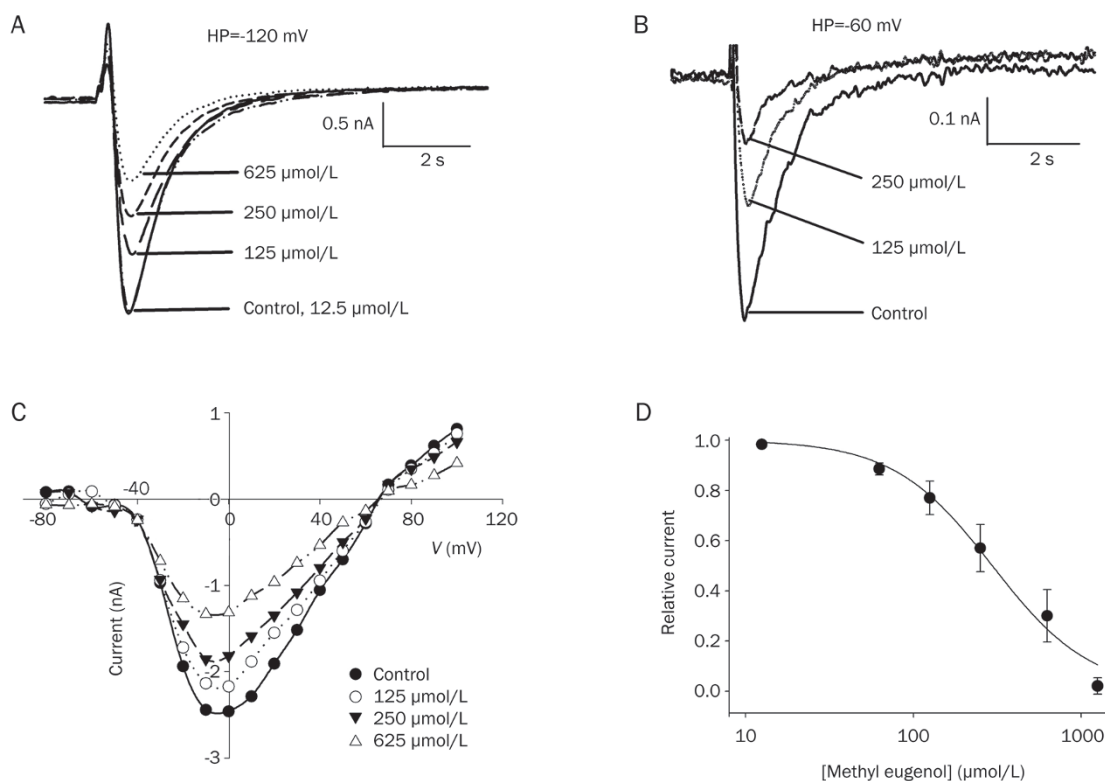 A
HP=-120 mV
0.5 nA
2 s
625 µmol/L
250 µmol/L
125 µmol/L
Control, 12.5 µmol/L
B
HP=-60 mV
0.1 nA
2 s
250 µmol/L
125 µmol/L
Control
C
1
0
-1
-2
-3
-80
-40
0
40
80
120
V (mV)
Current (nA)
Control
125 µmol/L
250 µmol/L
625 µmol/L
D
1.0
0.8
0.6
0.4
0.2
0.0
Relative current
10
100
1000
[Methyl eugenol] (µmol/L)